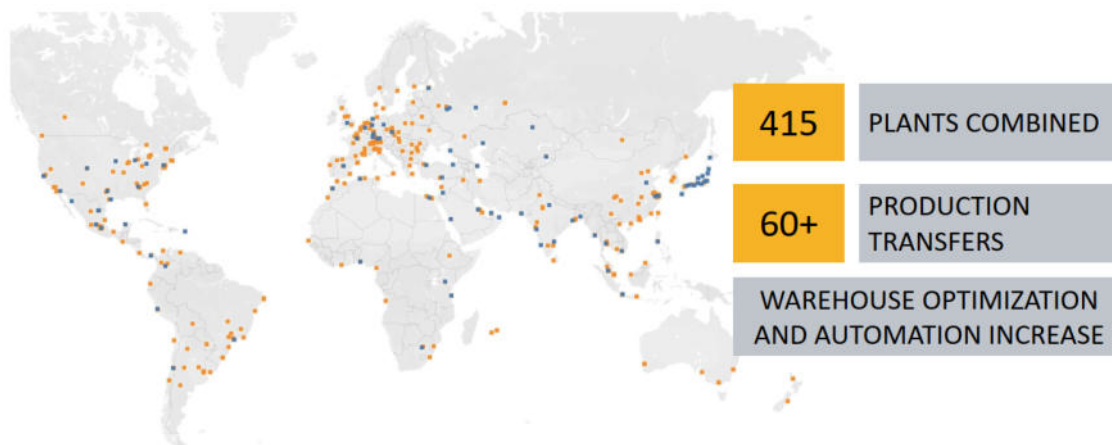 415
PLANTS COMBINED
60+
PRODUCTION
TRANSFERS
WAREHOUSE OPTIMIZATION
AND AUTOMATION INCREASE